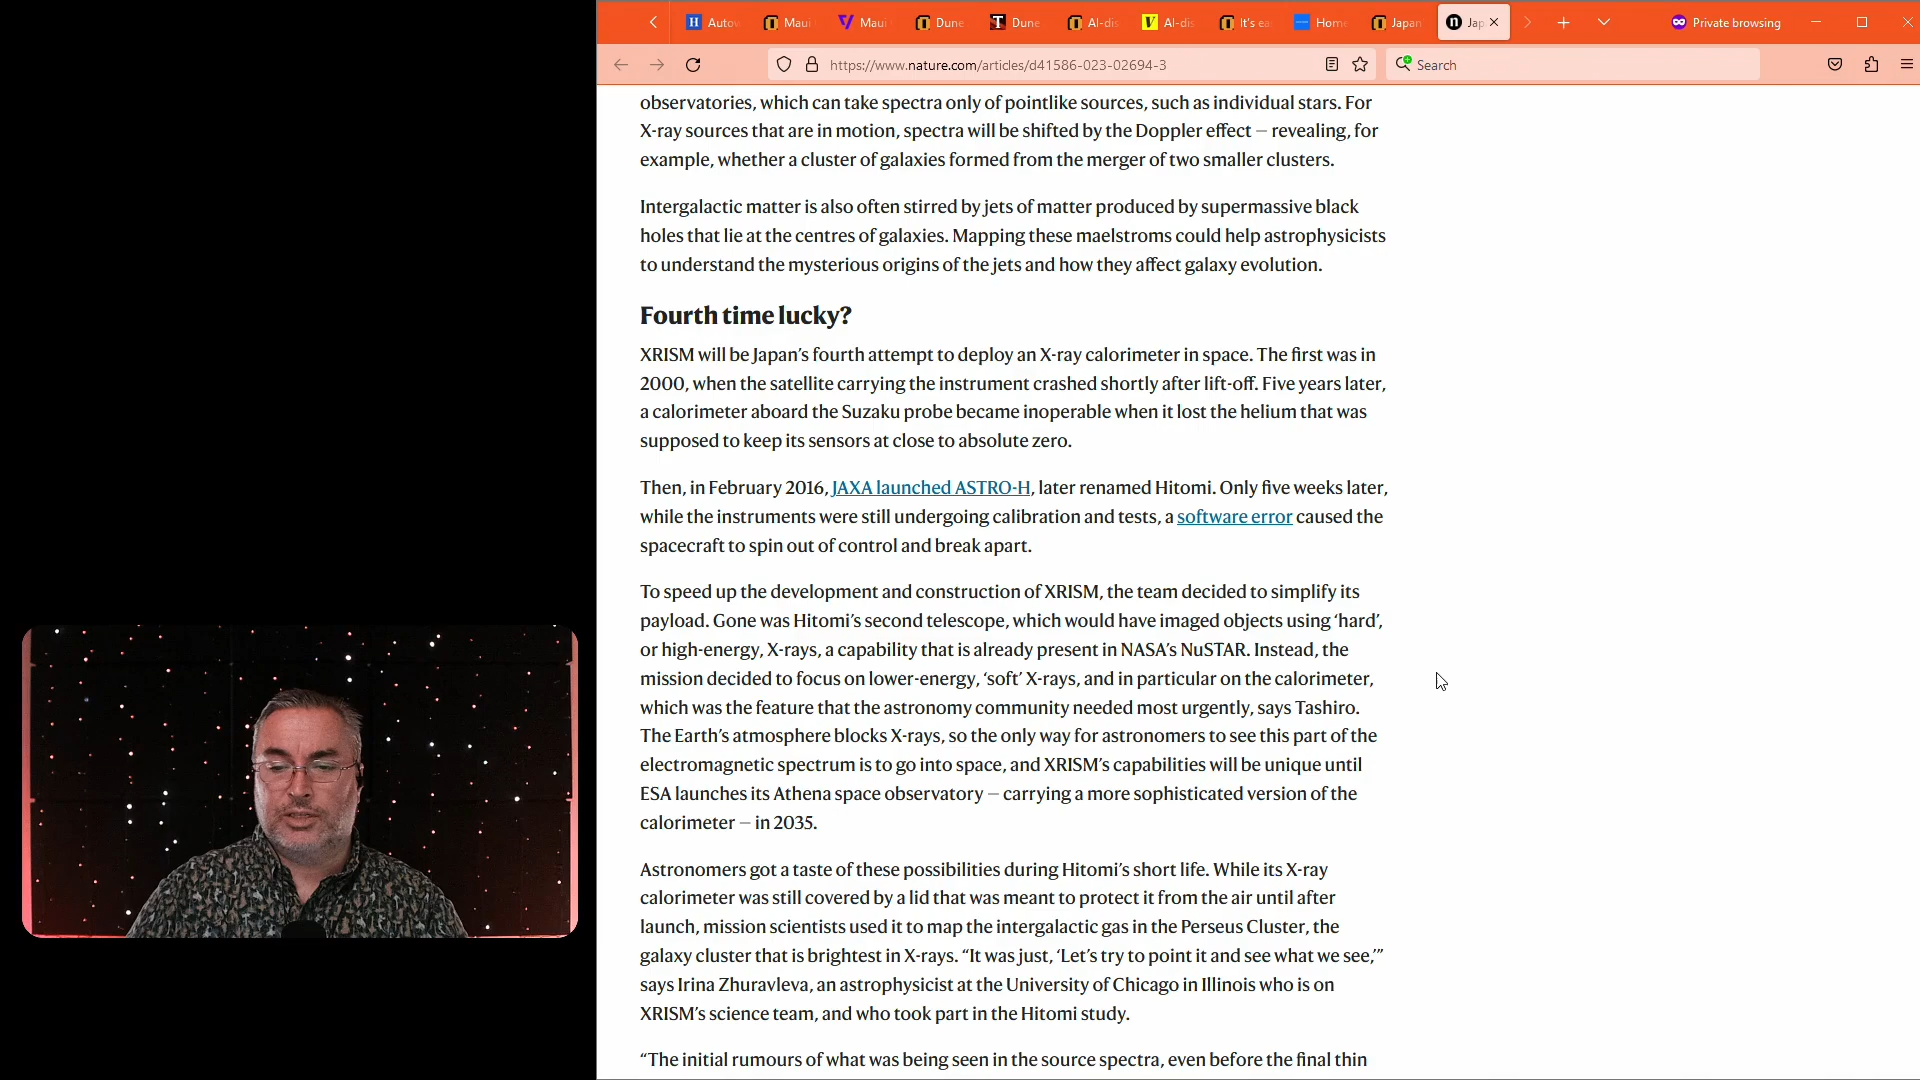 Autov
Maui
Maui
Dune
Dune
AI-dis
AI-dis
It's ea
Home
Japan
Jap
Private browsing
https://www.nature.com/articles/d41586-023-02694-3
Search
observatories, which can take spectra only of pointlike sources, such as individual stars. For
X-ray sources that are in motion, spectra will be shifted by the Doppler effect – revealing, for
example, whether a cluster of galaxies formed from the merger of two smaller clusters.
Intergalactic matter is also often stirred by jets of matter produced by supermassive black
holes that lie at the centres of galaxies. Mapping these maelstroms could help astrophysicists
to understand the mysterious origins of the jets and how they affect galaxy evolution.
Fourth time lucky?
XRISM will be Japan’s fourth attempt to deploy an X-ray calorimeter in space. The first was in
2000, when the satellite carrying the instrument crashed shortly after lift-off. Five years later,
a calorimeter aboard the Suzaku probe became inoperable when it lost the helium that was
supposed to keep its sensors at close to absolute zero.
Then, in February 2016, JAXA launched ASTRO-H, later renamed Hitomi. Only five weeks later,
while the instruments were still undergoing calibration and tests, a software error caused the
spacecraft to spin out of control and break apart.
To speed up the development and construction of XRISM, the team decided to simplify its
payload. Gone was Hitomi’s second telescope, which would have imaged objects using ‘hard’,
or high-energy, X-rays, a capability that is already present in NASA’s NuSTAR. Instead, the
mission decided to focus on lower-energy, ‘soft’ X-rays, and in particular on the calorimeter,
which was the feature that the astronomy community needed most urgently, says Tashiro.
The Earth’s atmosphere blocks X-rays, so the only way for astronomers to see this part of the
electromagnetic spectrum is to go into space, and XRISM’s capabilities will be unique until
ESA launches its Athena space observatory – carrying a more sophisticated version of the
calorimeter – in 2035.
Astronomers got a taste of these possibilities during Hitomi’s short life. While its X-ray
calorimeter was still covered by a lid that was meant to protect it from the air until after
launch, mission scientists used it to map the intergalactic gas in the Perseus Cluster, the
galaxy cluster that is brightest in X-rays. “It was just, ‘Let’s try to point it and see what we see,’”
says Irina Zhuravleva, an astrophysicist at the University of Chicago in Illinois who is on
XRISM’s science team, and who took part in the Hitomi study.
“The initial rumours of what was being seen in the source spectra, even before the final thin